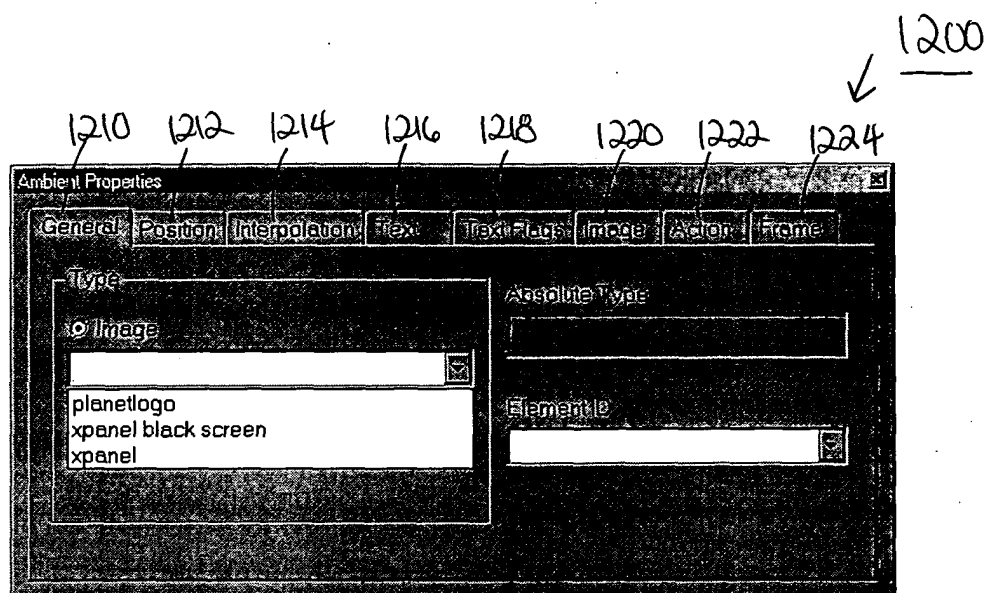 1200
1210 1212 1214 1216 1218 1220 1222 1224
Ambient Properties
General Position Interpolation Text Text Flags Image Action Frame
Type
Absolute Type
Image
planetlogo
Element ID
xpanel black screen
xpanel